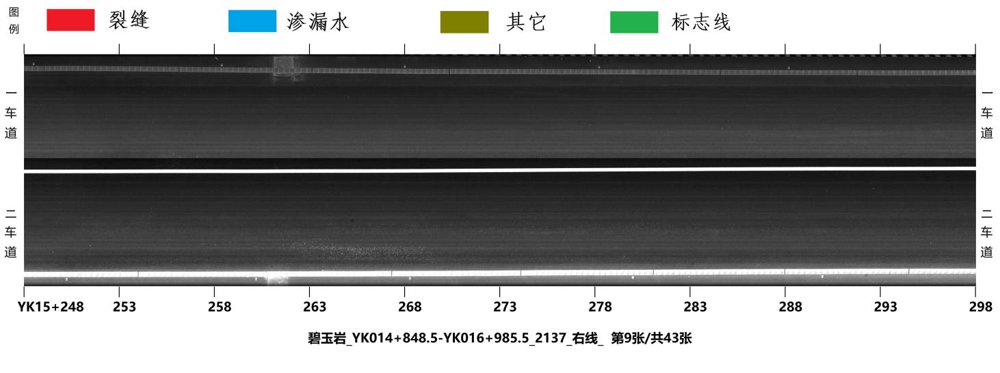 图例
裂缝 渗漏水 其它 标志线
一车道 一车道
二车道 二车道
YK15+248 253 258 263 268 273 278 283 288 293 298
碧玉岩_YK014+848.5-YK016+985.5_2137_右线_ 第9张/共43张